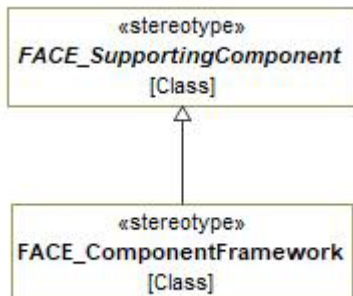 «stereotype»
FACE_SupportingComponent
[Class]
«stereotype»
FACE_ComponentFramework
[Class]